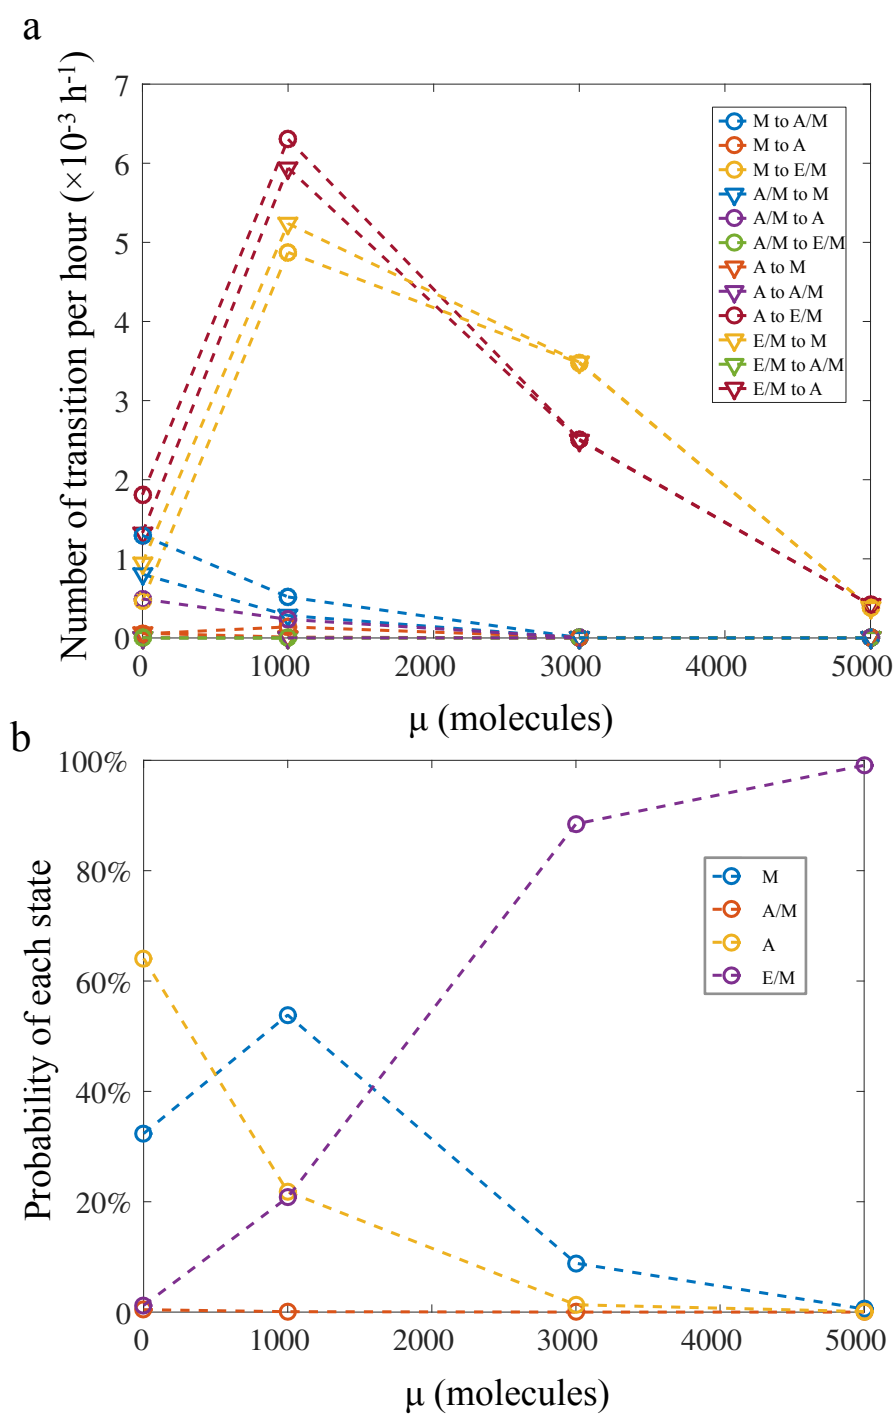 a
Number of transition per hour (×10⁻³ h⁻¹)
7
6
5
4
3
2
1
0
0
1000
2000
3000
4000
5000
μ (molecules)
M to A/M
M to A
M to E/M
A/M to M
A/M to A
A/M to E/M
A to M
A to A/M
A to E/M
E/M to M
E/M to A/M
E/M to A
b
Probability of each state
100%
80%
60%
40%
20%
0
0
1000
2000
3000
4000
5000
μ (molecules)
M
A/M
A
E/M